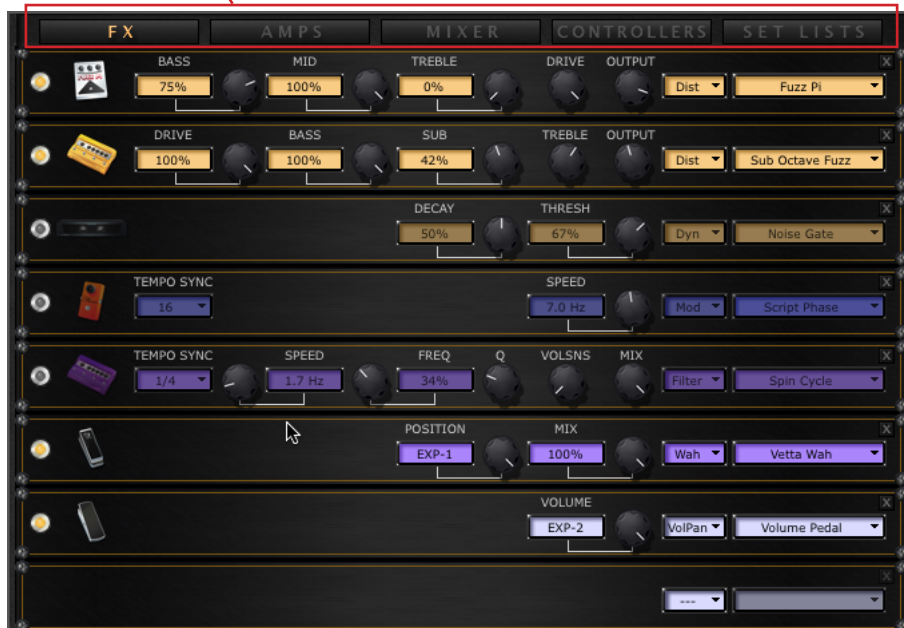 FX AMPS MIXER CONTROLLERS SET LISTS
BASS MID TREBLE DRIVE OUTPUT X
75% 100% 0% Dist Fuzz Pi
DRIVE BASS SUB TREBLE OUTPUT X
100% 100% 42% Dist Sub Octave Fuzz
DECAY THRESH X
50% 67% Dyn Noise Gate
TEMPO SYNC SPEED X
16 7.0 Hz Mod Script Phase
TEMPO SYNC SPEED FREQ Q VOLSNS MIX X
1/4 1.7 Hz 34% Filter Spin Cycle
POSITION MIX X
EXP-1 100% Wah Vetta Wah
VOLUME X
EXP-2 VolPan Volume Pedal
X
---